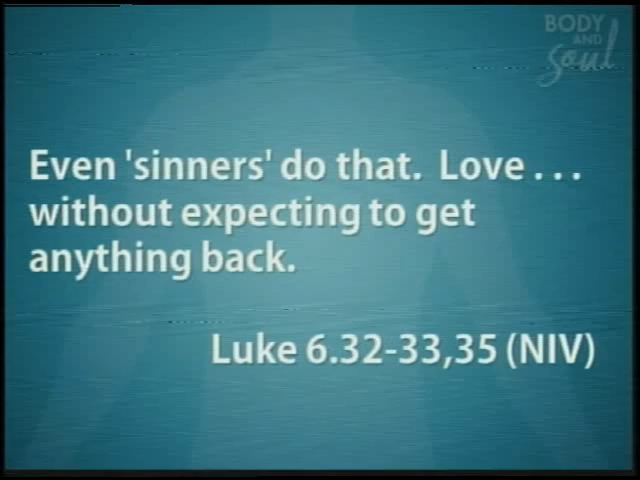 BODY
AND
Soul
Even 'sinners' do that. Love . . .
without expecting to get
anything back.
Luke 6.32-33,35 (NIV)